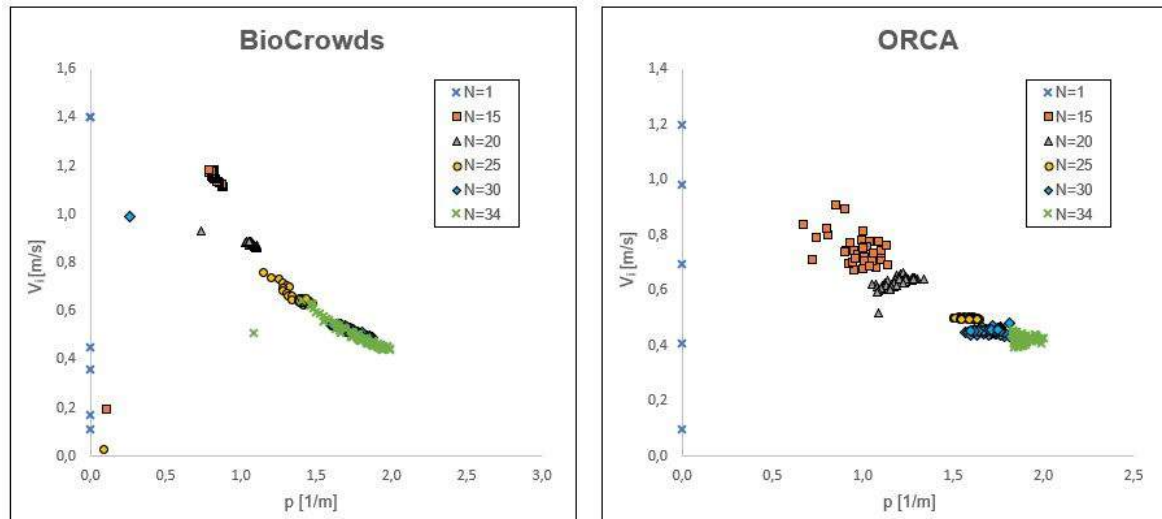 BioCrowds
1,6
1,4
1,2
1,0
0,8
0,6
0,4
0,2
0,0
Vi [m/s]
0,0 0,5 1,0 1,5 2,0 2,5 3,0
p [1/m]
N=1
N=15
N=20
N=25
N=30
N=34
ORCA
1,4
1,2
1,0
0,8
0,6
0,4
0,2
0,0
Vi [m/s]
0,0 0,5 1,0 1,5 2,0 2,5
p [1/m]
N=1
N=15
N=20
N=25
N=30
N=34